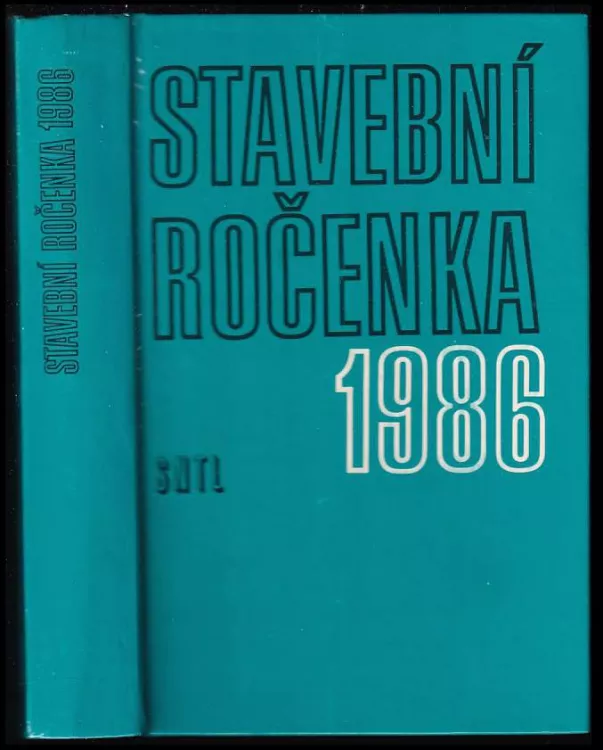 STAVEBNÍ ROČENKA 1986
STAVEBNÍ
ROČENKA
1986
SNTL